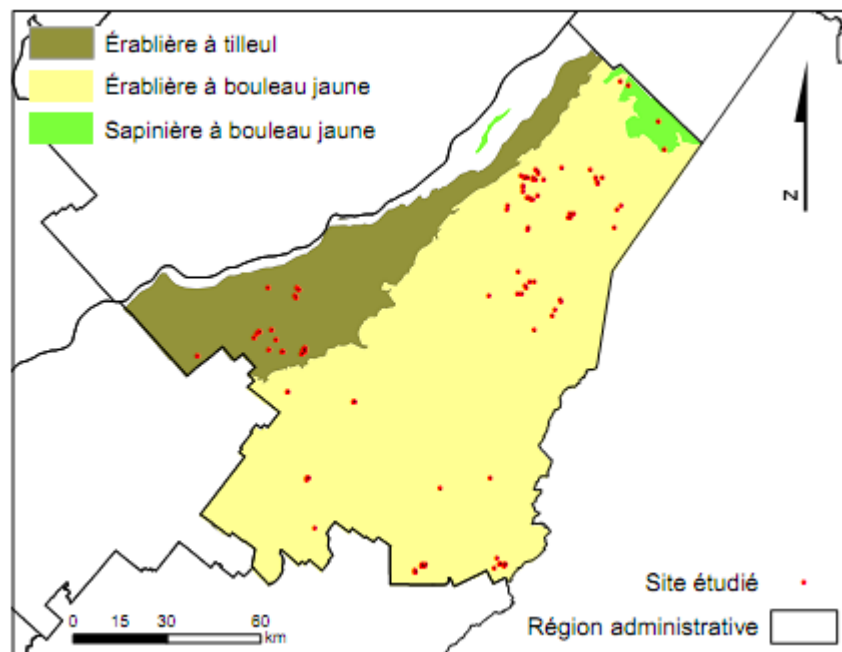 Érablière à tilleul
Érablière à bouleau jaune
Sapinière à bouleau jaune
N
Site étudié
Région administrative
0 15 30 60
km